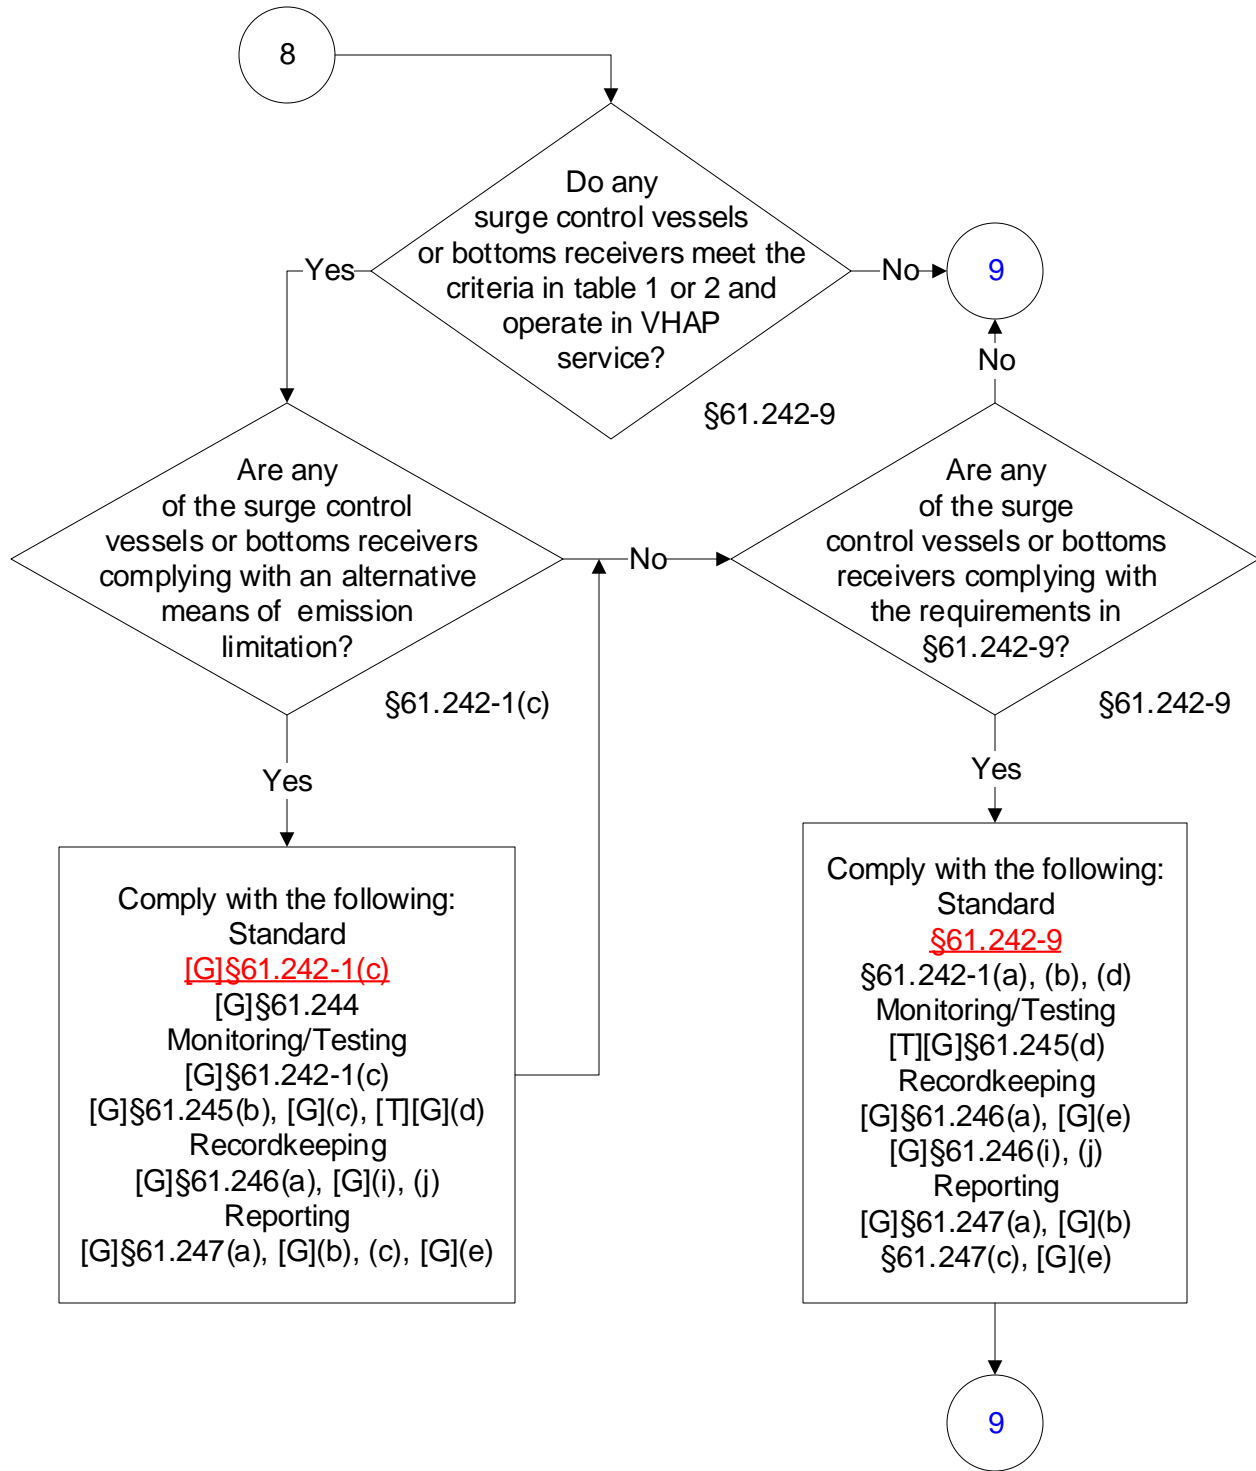 8
Do any
surge control vessels
or bottoms receivers meet the
criteria in table 1 or 2 and
operate in VHAP
service?
§61.242-9
Yes
No
9
Are any
of the surge control
vessels or bottoms receivers
complying with an alternative
means of emission
limitation?
§61.242-1(c)
No
No
Are any
of the surge
control vessels or bottoms
receivers complying with
the requirements in
§61.242-9?
§61.242-9
Yes
Yes
Comply with the following:
Standard
[G]§61.242-1(c)
[G]§61.244
Monitoring/Testing
[G]§61.242-1(c)
[G]§61.245(b), [G](c), [T][G](d)
Recordkeeping
[G]§61.246(a), [G](i), (j)
Reporting
[G]§61.247(a), [G](b), (c), [G](e)
Comply with the following:
Standard
§61.242-9
§61.242-1(a), (b), (d)
Monitoring/Testing
[T][G]§61.245(d)
Recordkeeping
[G]§61.246(a), [G](e)
[G]§61.246(i), (j)
Reporting
[G]§61.247(a), [G](b)
§61.247(c), [G](e)
9